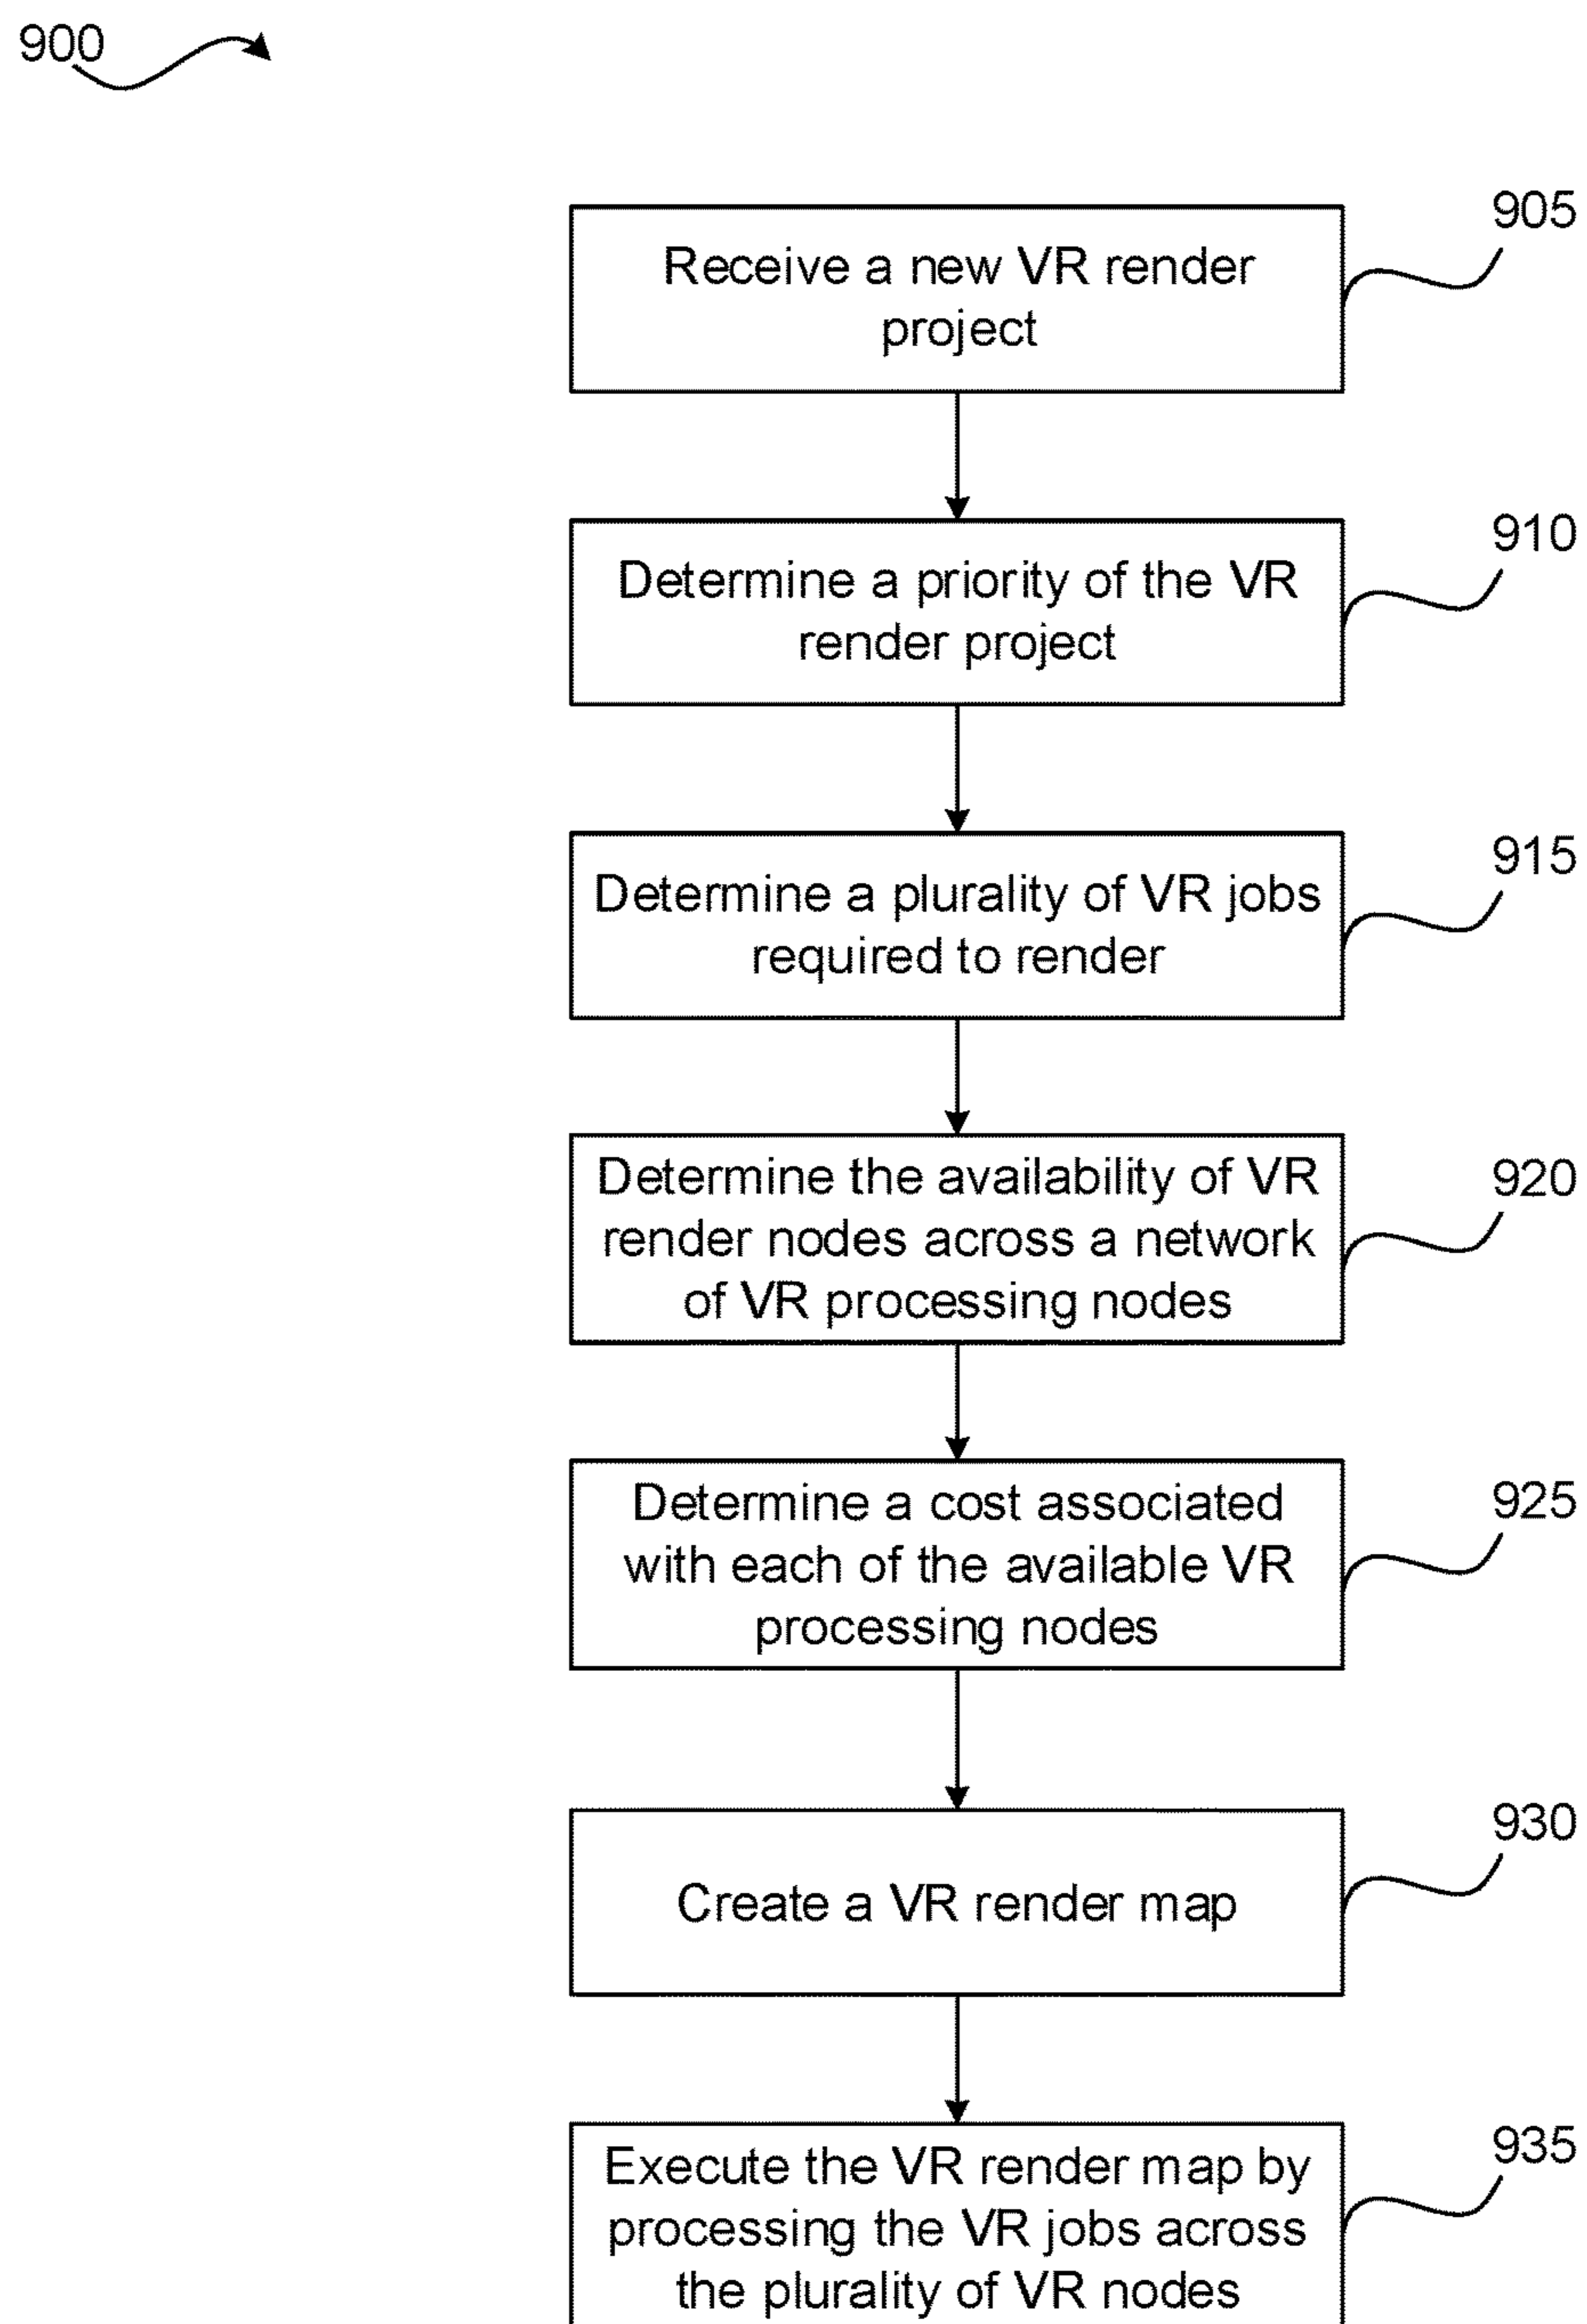 900
905
Receive a new VR render
project
910
Determine a priority of the VR
render project
915
Determine a plurality of VR jobs
required to render
920
Determine the availability of VR
render nodes across a network
of VR processing nodes
925
Determine a cost associated
with each of the available VR
processing nodes
930
Create a VR render map
935
Execute the VR render map by
processing the VR jobs across
the plurality of VR nodes